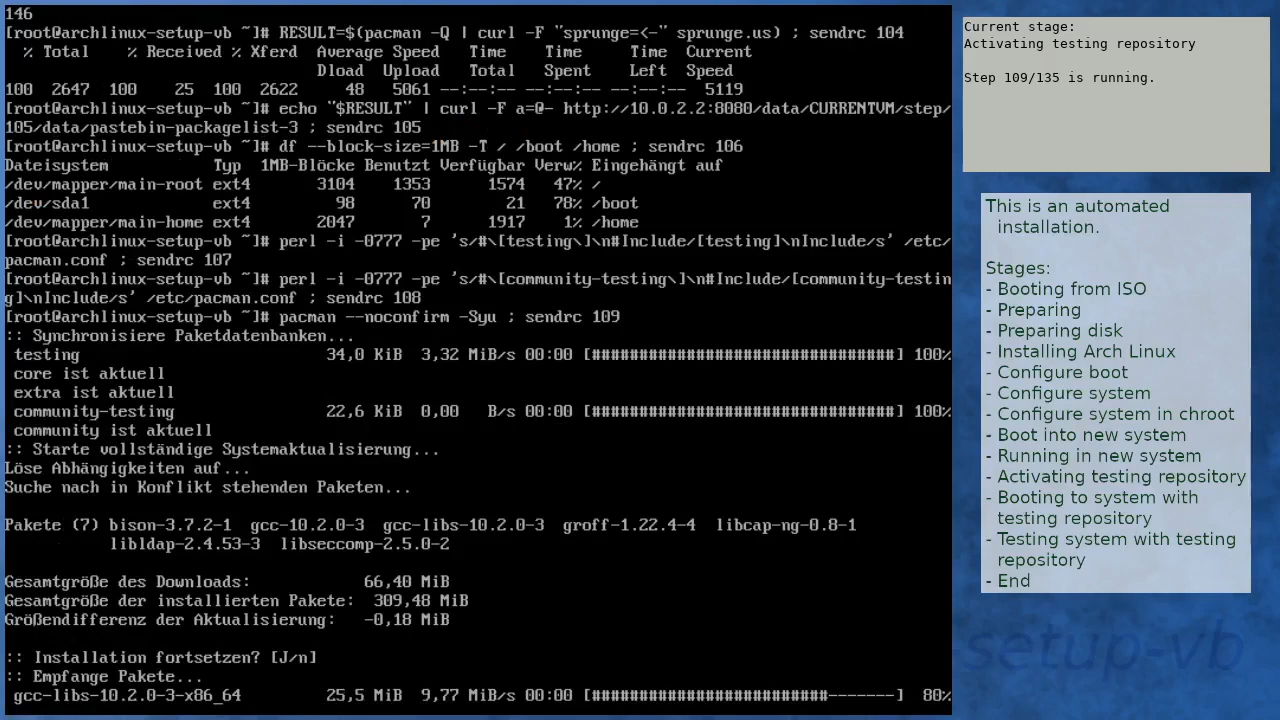 146
[root@archlinux-setup-vb ~]# RESULT=$(pacman -Q | curl -F "sprunge=<-" sprunge.us) ; sendrc 104
  % Total    % Received % Xferd  Average Speed   Time    Time     Time  Current
                                 Dload  Upload   Total   Spent    Left  Speed
100  2647  100    25  100  2622     48   5061 --:--:-- --:--:-- --:--:--  5119
[root@archlinux-setup-vb ~]# echo "$RESULT" | curl -F a=@- http://10.0.2.2:8080/data/CURRENTVM/step/
105/data/pastebin-packagelist-3 ; sendrc 105
[root@archlinux-setup-vb ~]# df --block-size=1MB -T / /boot /home ; sendrc 106
Dateisystem           Typ  1MB-Blöcke Benutzt Verfügbar Verw% Eingehängt auf
/dev/mapper/main-root ext4       3104    1353      1574   47% /
/dev/sda1             ext4         98      70        21   78% /boot
/dev/mapper/main-home ext4       2047       7      1917    1% /home
[root@archlinux-setup-vb ~]# perl -i -0777 -pe 's/#\[testing\]\n#Include/[testing]\nInclude/s' /etc/
pacman.conf ; sendrc 107
[root@archlinux-setup-vb ~]# perl -i -0777 -pe 's/#\[community-testing\]\n#Include/[community-testin
g]\nInclude/s' /etc/pacman.conf ; sendrc 108
[root@archlinux-setup-vb ~]# pacman --noconfirm -Syu ; sendrc 109
:: Synchronisiere Paketdatenbanken...
 testing                          34,0 KiB  3,32 MiB/s 00:00 [################################] 100%
 core ist aktuell
 extra ist aktuell
 community-testing                22,6 KiB  0,00   B/s 00:00 [################################] 100%
 community ist aktuell
:: Starte vollständige Systemaktualisierung...
Löse Abhängigkeiten auf...
Suche nach in Konflikt stehenden Paketen...
Pakete (7) bison-3.7.2-1  gcc-10.2.0-3  gcc-libs-10.2.0-3  groff-1.22.4-4  libcap-ng-0.8-1
           libldap-2.4.53-3  libseccomp-2.5.0-2
Gesamtgröße des Downloads:            66,40 MiB
Gesamtgröße der installierten Pakete:  309,48 MiB
Größendifferenz der Aktualisierung:   -0,18 MiB
:: Installation fortsetzen? [J/n]
:: Empfange Pakete...
 gcc-libs-10.2.0-3-x86_64         25,5 MiB  9,77 MiB/s 00:00 [#########################-------]  80%
Current stage:
Activating testing repository
Step 109/135 is running.
This is an automated
installation.
Stages:
- Booting from ISO
- Preparing
- Preparing disk
- Installing Arch Linux
- Configure boot
- Configure system
- Configure system in chroot
- Boot into new system
- Running in new system
- Activating testing repository
- Booting to system with
testing repository
- Testing system with testing
repository
- End
-setup-vb